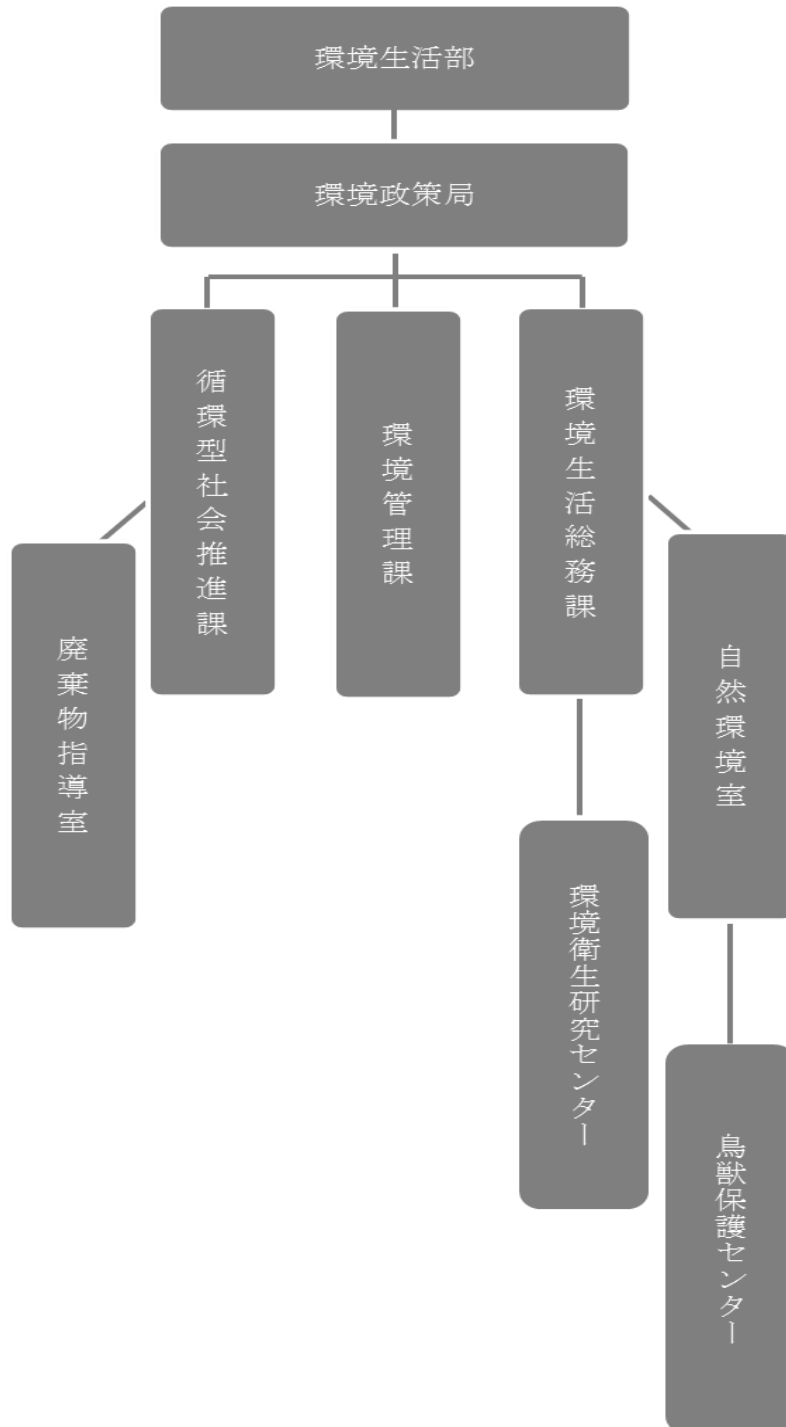 環境生活部
環境政策局
循環型社会推進課
環境管理課
環境生活総務課
廃棄物指導室
自然環境室
環境衛生研究センター
鳥獣保護センター